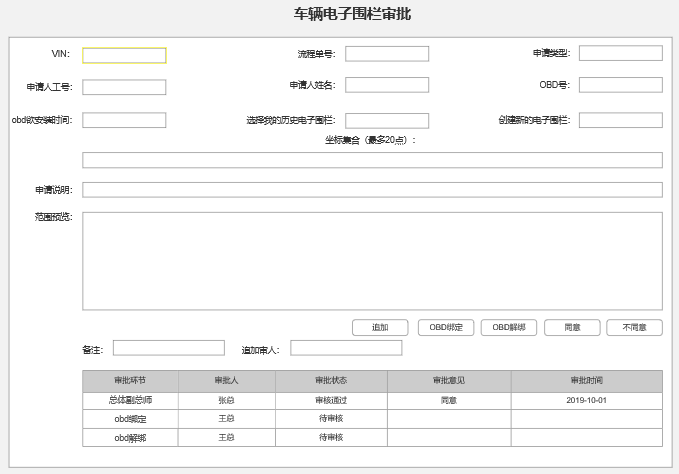 车辆电子围栏审批
VIN: 流程单号: 申请类型:
申请人工号: 申请人姓名: OBD号:
obd欲安装时间: 选择我的历史电子围栏: 创建新的电子围栏:
坐标集合（最多20点）:
申请说明:
范围预览:
追加 OBD绑定 OBD解绑 同意 不同意
备注: 追加审人:
审批环节 审批人 审批状态 审批意见 审批时间
总体副总师 张总 审核通过 同意 2019-10-01
obd绑定 王总 待审核
obd解绑 王总 待审核